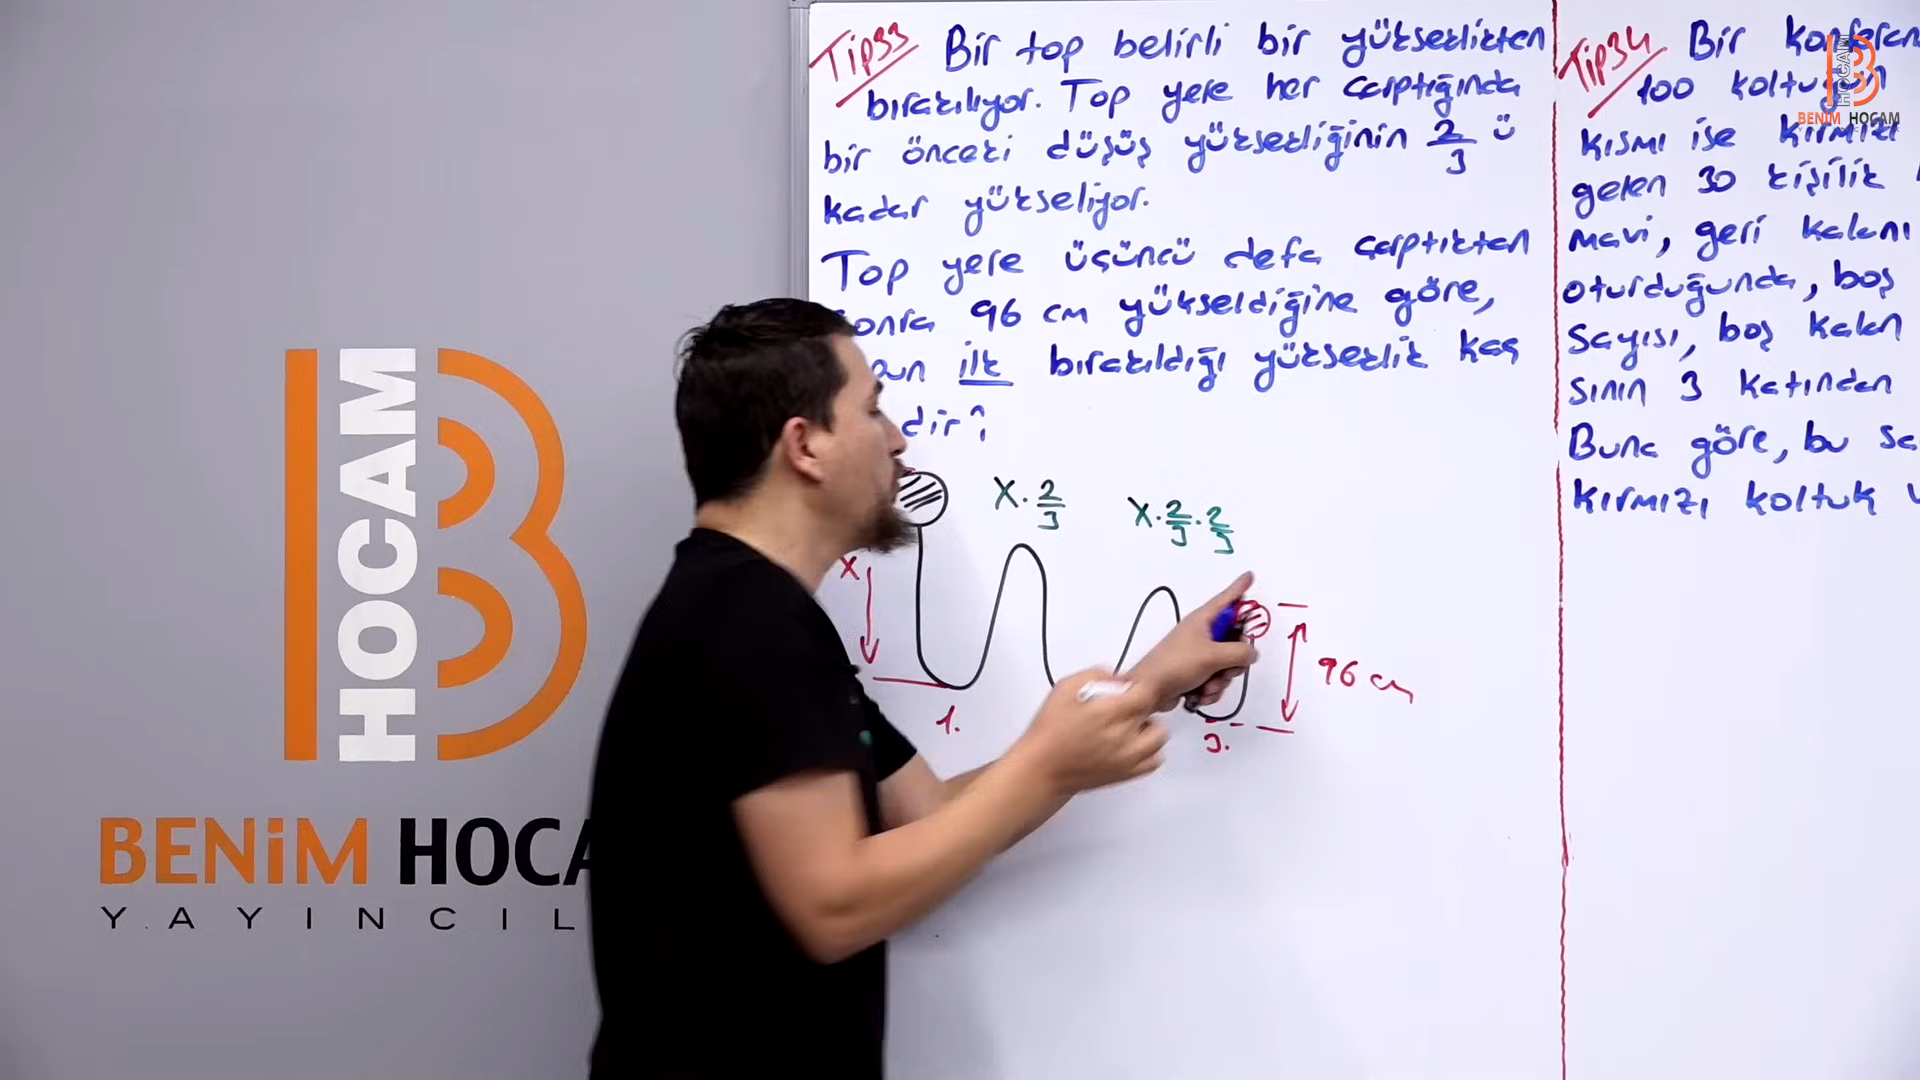 HOCAM
BENİM HOCA
YAYINCIL
Tip33 Bir top belirli bir yükseklikten
bırakılıyor. Top yere her çarptığında
bir önceki düşüş yüksekliğinin 2/3 ü
kadar yükseliyor.
Top yere üçüncü defa çarptıktan
sonra 96 cm yükseldiğine göre,
ilk bırakıldığı yükseklik kaç
dir?
x · 2/3
x · 2/3 · 2/3
x
96 cm
1.
3.
Tip34 Bir
100 koltuğun
kısmı ise kırmızı
gelen 30 kişilik
mavi, geri kalanı
oturduğunda, boş
sayısı, boş kalan
sının 3 katından
Buna göre, bu
kırmızı koltuk
HOCAM
BENİM HOCAM